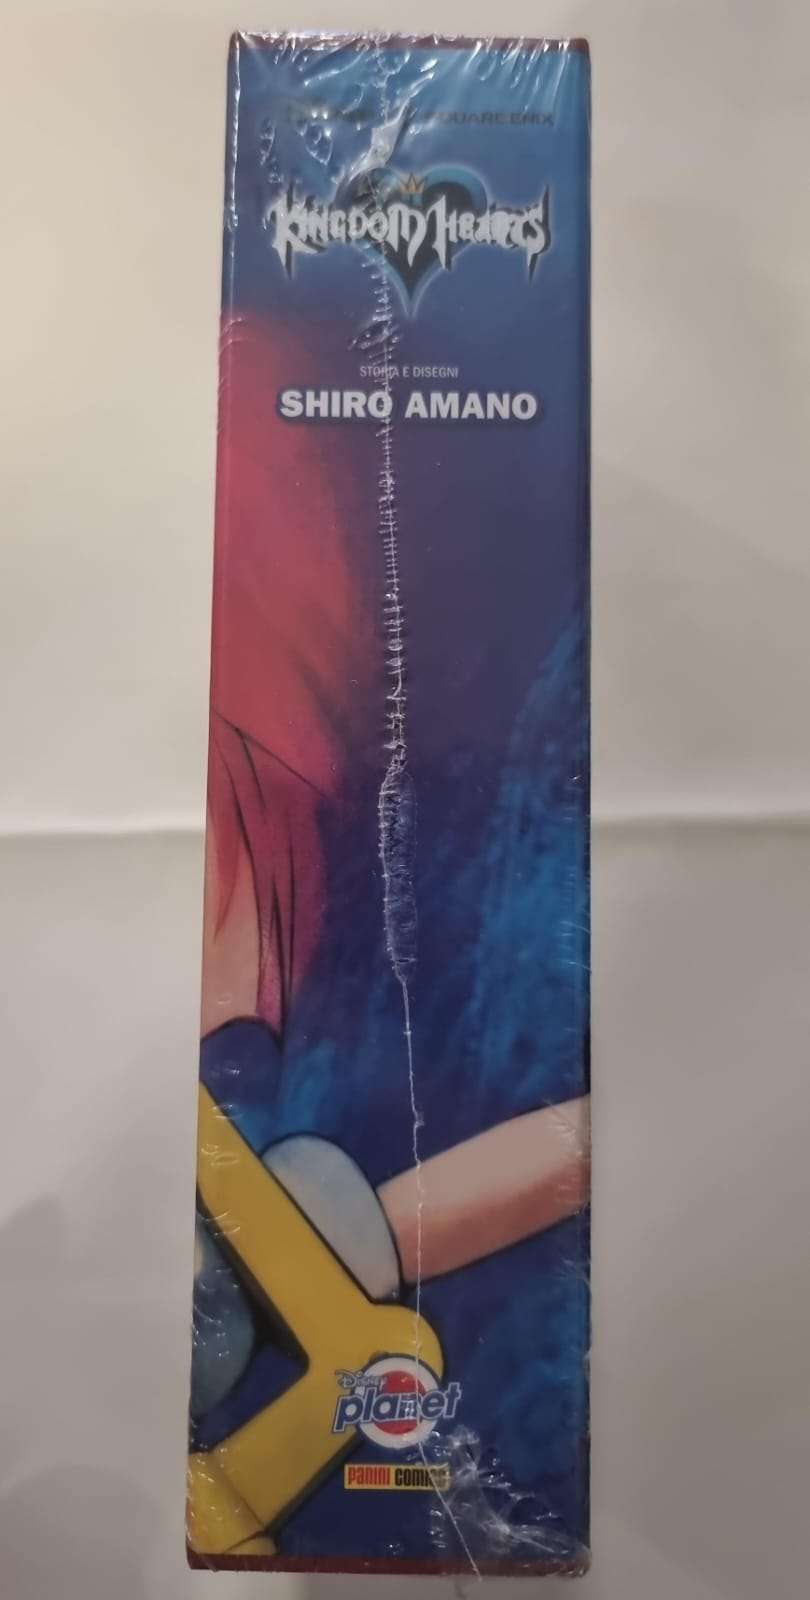 SQUARE.ENIX
KINGDOM HEARTS
STORIA E DISEGNI
SHIRO AMANO
Disney
planet
PANINI COMICS